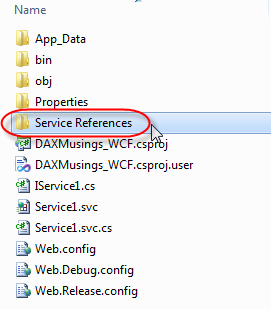 Name
App_Data
bin
obj
Properties
Service References
DAXMusings_WCF.csproj
DAXMusings_WCF.csproj.user
IService1.cs
Service1.svc
Service1.svc.cs
Web.config
Web.Debug.config
Web.Release.config